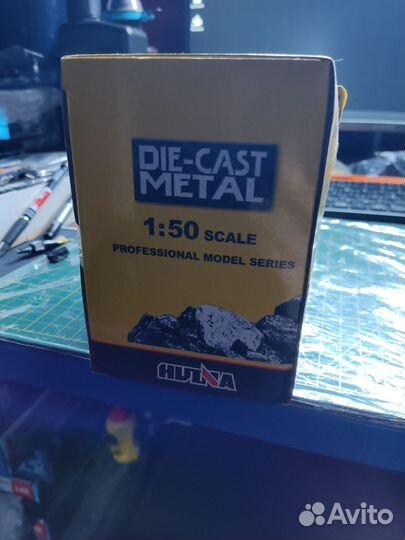 DIE-CAST
METAL
1:50 SCALE
PROFESSIONAL MODEL SERIES
HUINA
Avito